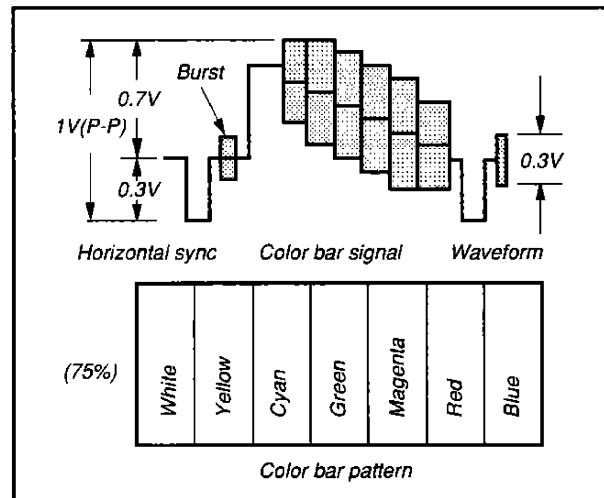 Burst
0.7V
1V(P-P)
0.3V
0.3V
Horizontal sync
Color bar signal
Waveform
(75%)
White
Yellow
Cyan
Green
Magenta
Red
Blue
Color bar pattern